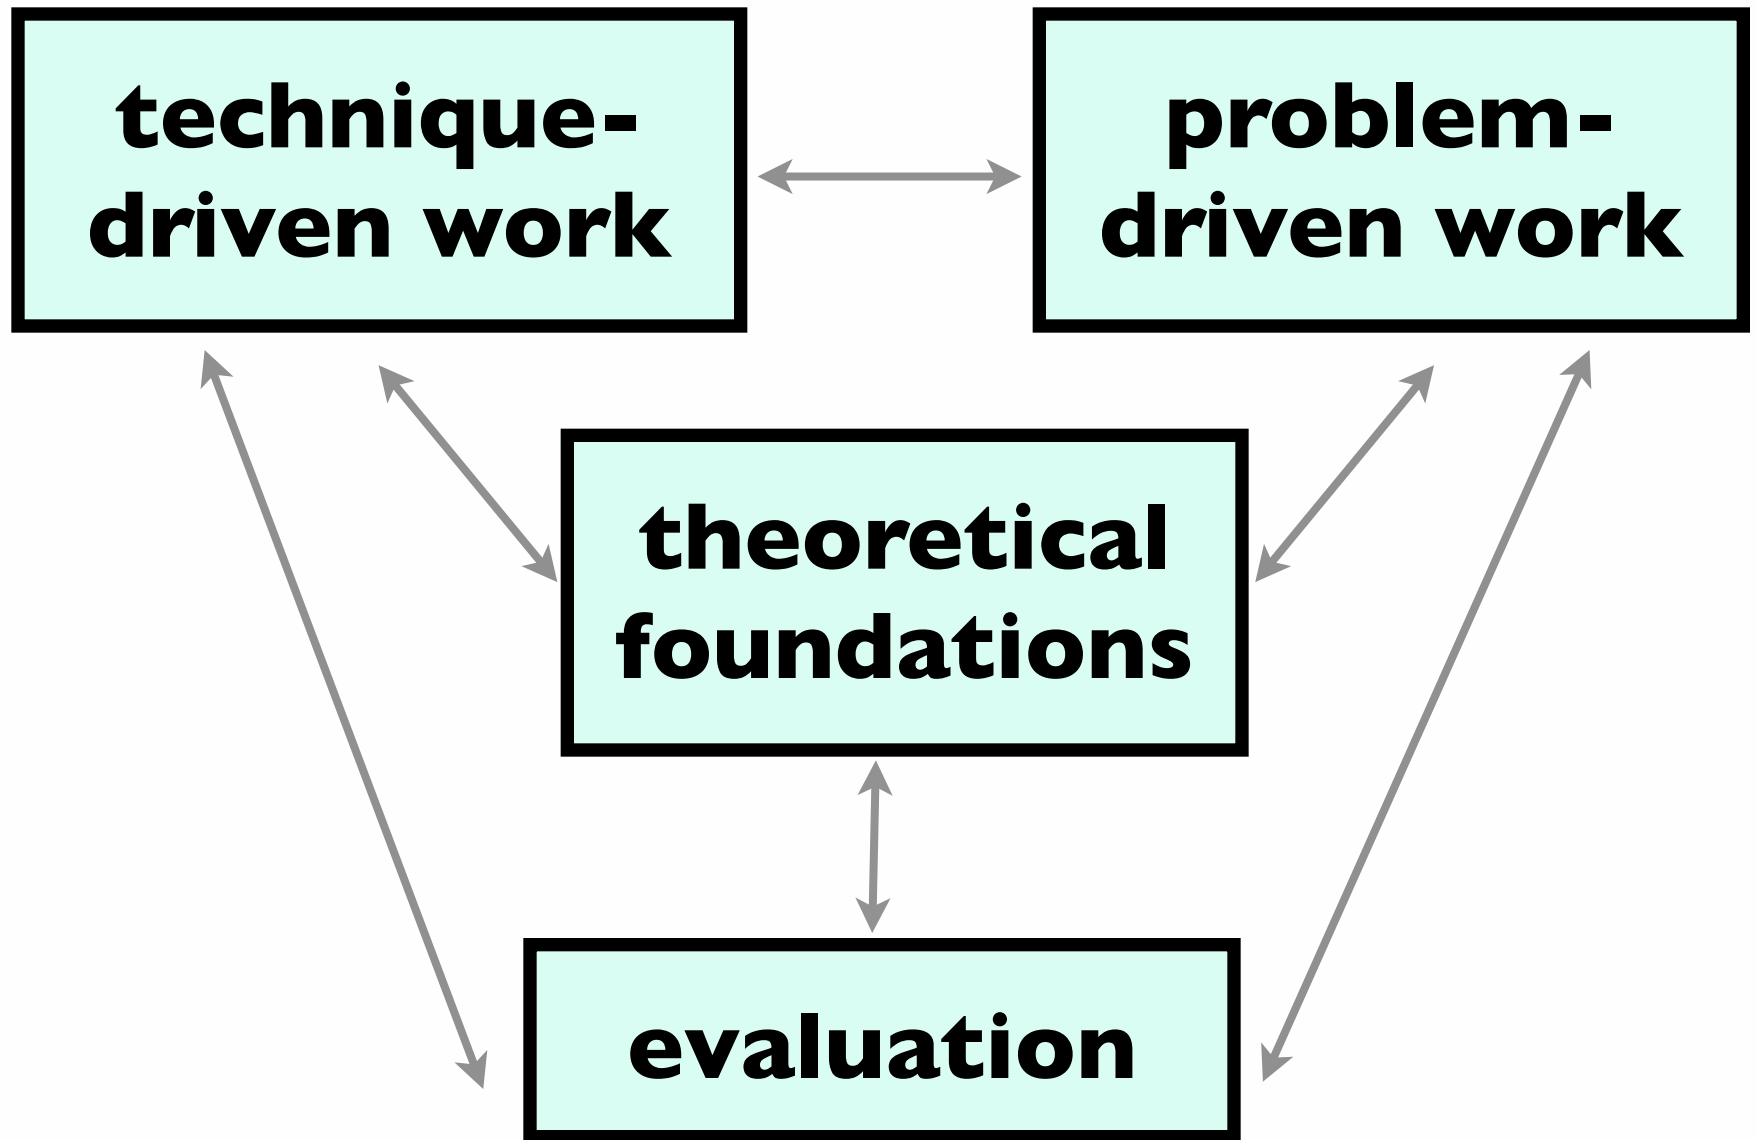 technique-
driven work
problem-
driven work
theoretical
foundations
evaluation